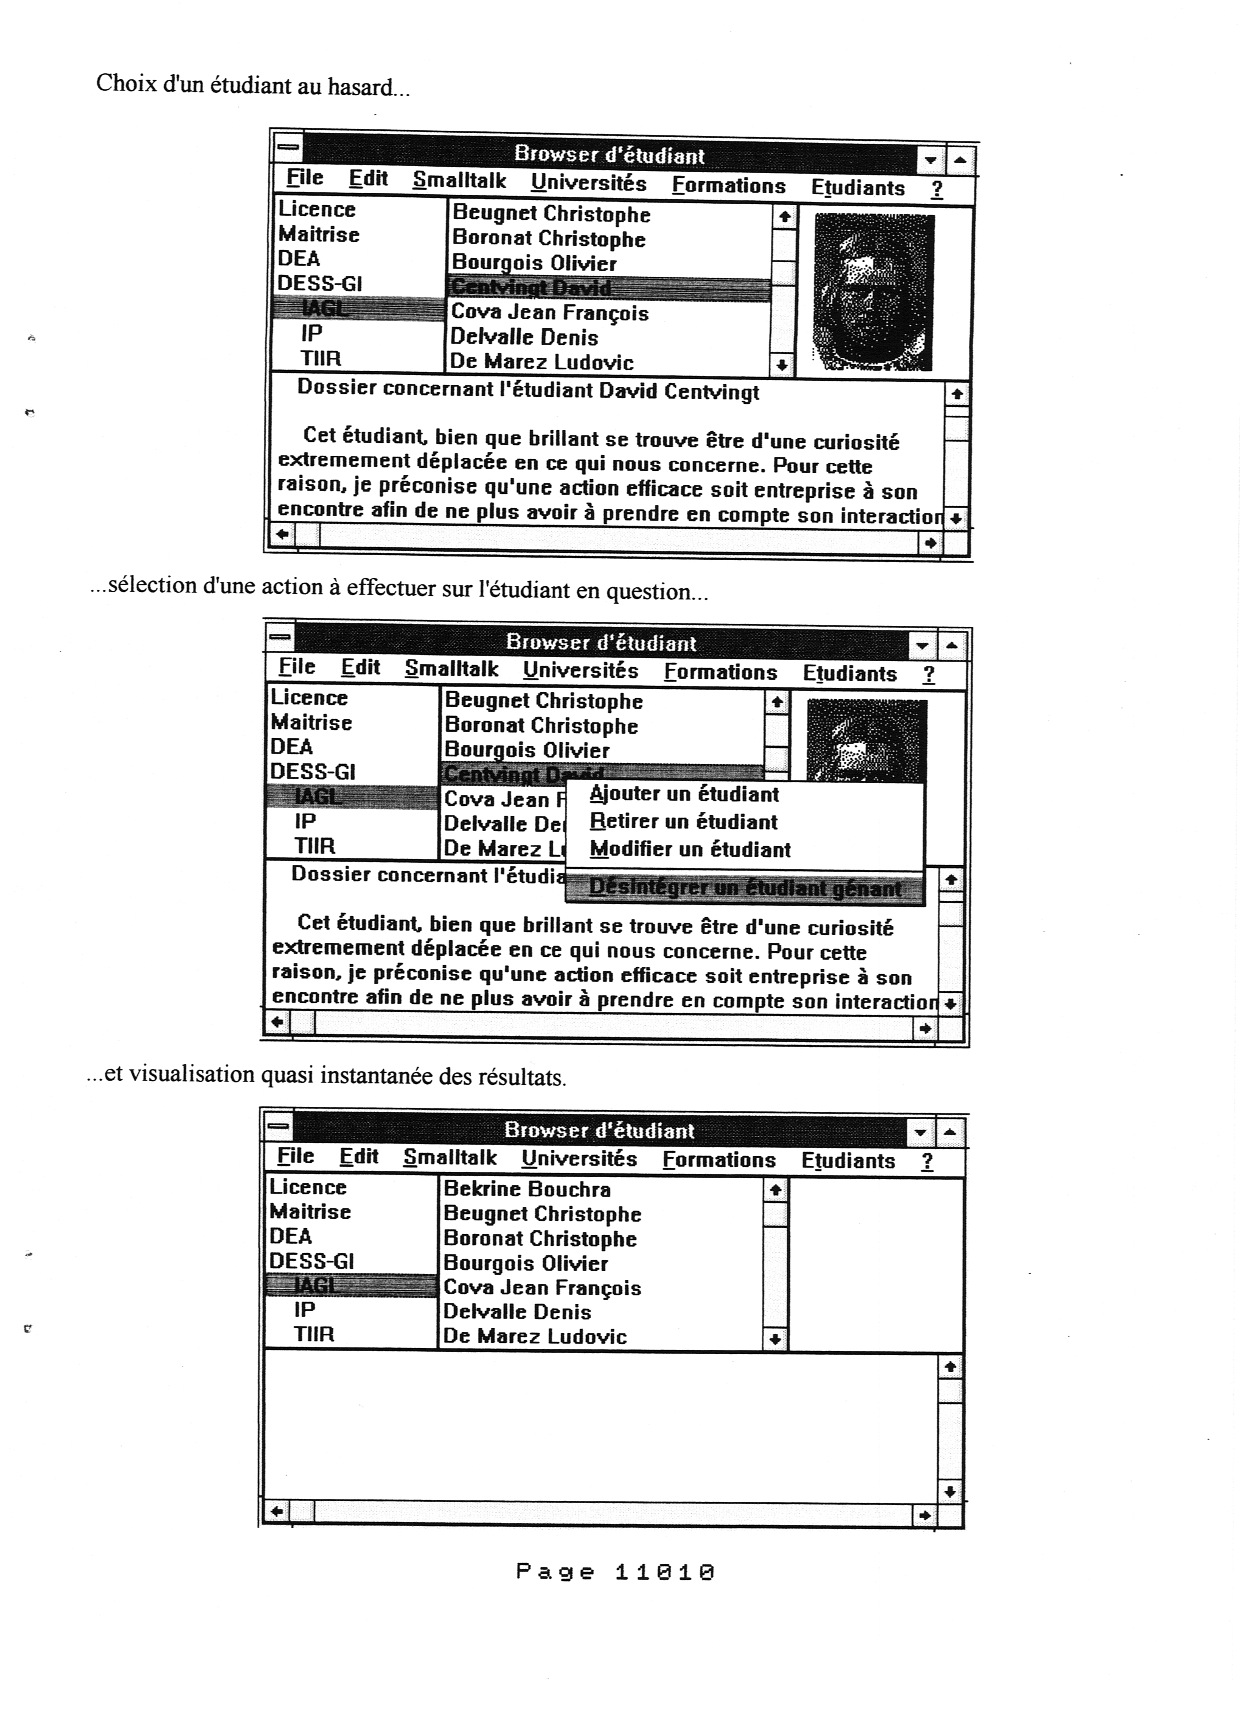 Choix d'un étudiant au hasard...
Browser d'étudiant
File Edit Smalltalk Universités Formations Etudiants ?
Licence
Maitrise
DEA
DESS-GI
IAGL
IP
TIIR
Beugnet Christophe
Boronat Christophe
Bourgois Olivier
Centvingt David
Cova Jean François
Delvalle Denis
De Marez Ludovic
Dossier concernant l'étudiant David Centvingt
Cet étudiant, bien que brillant se trouve être d'une curiosité
extremement déplacée en ce qui nous concerne. Pour cette
raison, je préconise qu'une action efficace soit entreprise à son
encontre afin de ne plus avoir à prendre en compte son interaction
...sélection d'une action à effectuer sur l'étudiant en question...
Browser d'étudiant
File Edit Smalltalk Universités Formations Etudiants ?
Licence
Maitrise
DEA
DESS-GI
IAGL
IP
TIIR
Beugnet Christophe
Boronat Christophe
Bourgois Olivier
Centvingt David
Cova Jean F
Delvalle De
De Marez L
Ajouter un étudiant
Retirer un étudiant
Modifier un étudiant
Désintégrer un étudiant gênant
Dossier concernant l'étudia
Cet étudiant, bien que brillant se trouve être d'une curiosité
extremement déplacée en ce qui nous concerne. Pour cette
raison, je préconise qu'une action efficace soit entreprise à son
encontre afin de ne plus avoir à prendre en compte son interaction
...et visualisation quasi instantanée des résultats.
Browser d'étudiant
File Edit Smalltalk Universités Formations Etudiants ?
Licence
Maitrise
DEA
DESS-GI
IAGL
IP
TIIR
Bekrine Bouchra
Beugnet Christophe
Boronat Christophe
Bourgois Olivier
Cova Jean François
Delvalle Denis
De Marez Ludovic
Page 11010